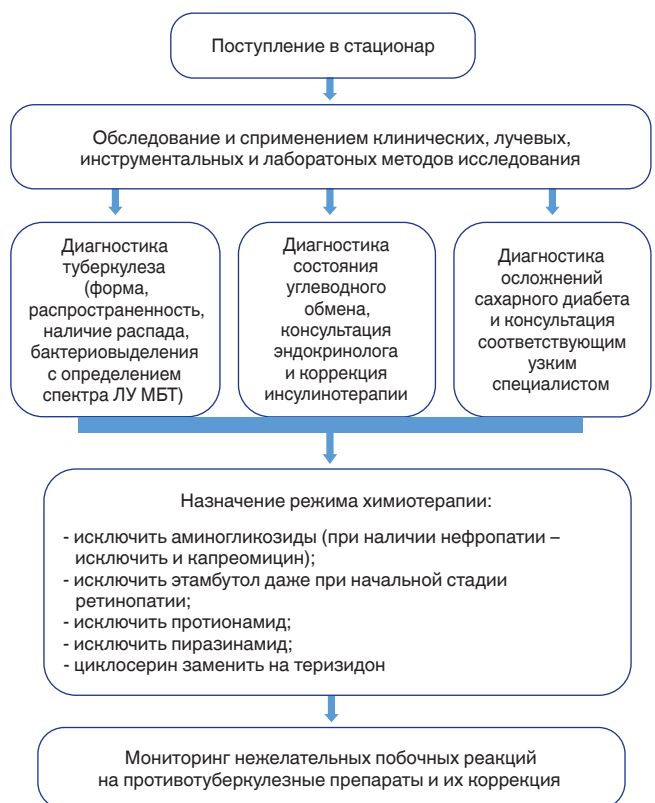 Поступление в стационар
Обследование и сприменением клинических, лучевых,
инструментальных и лаборатоных методов исследования
Диагностика
туберкулеза
(форма,
распространенность,
наличие распада,
бактериовыделения
с определением
спектра ЛУ МБТ)
Диагностика
состояния
углеводного
обмена,
консультация
эндокринолога
и коррекция
инсулинотерапии
Диагностика
осложнений
сахарного диабета
и консультация
соответствующим
узким
специалистом
Назначение режима химиотерапии:
- исключить аминогликозиды (при наличии нефропатии –
исключить и капреомицин);
- исключить этамбутол даже при начальной стадии
ретинопатии;
- исключить протионамид;
- исключить пиразинамид;
- циклосерин заменить на теризидон
Мониторинг нежелательных побочных реакций
на противотуберкулезные препараты и их коррекция